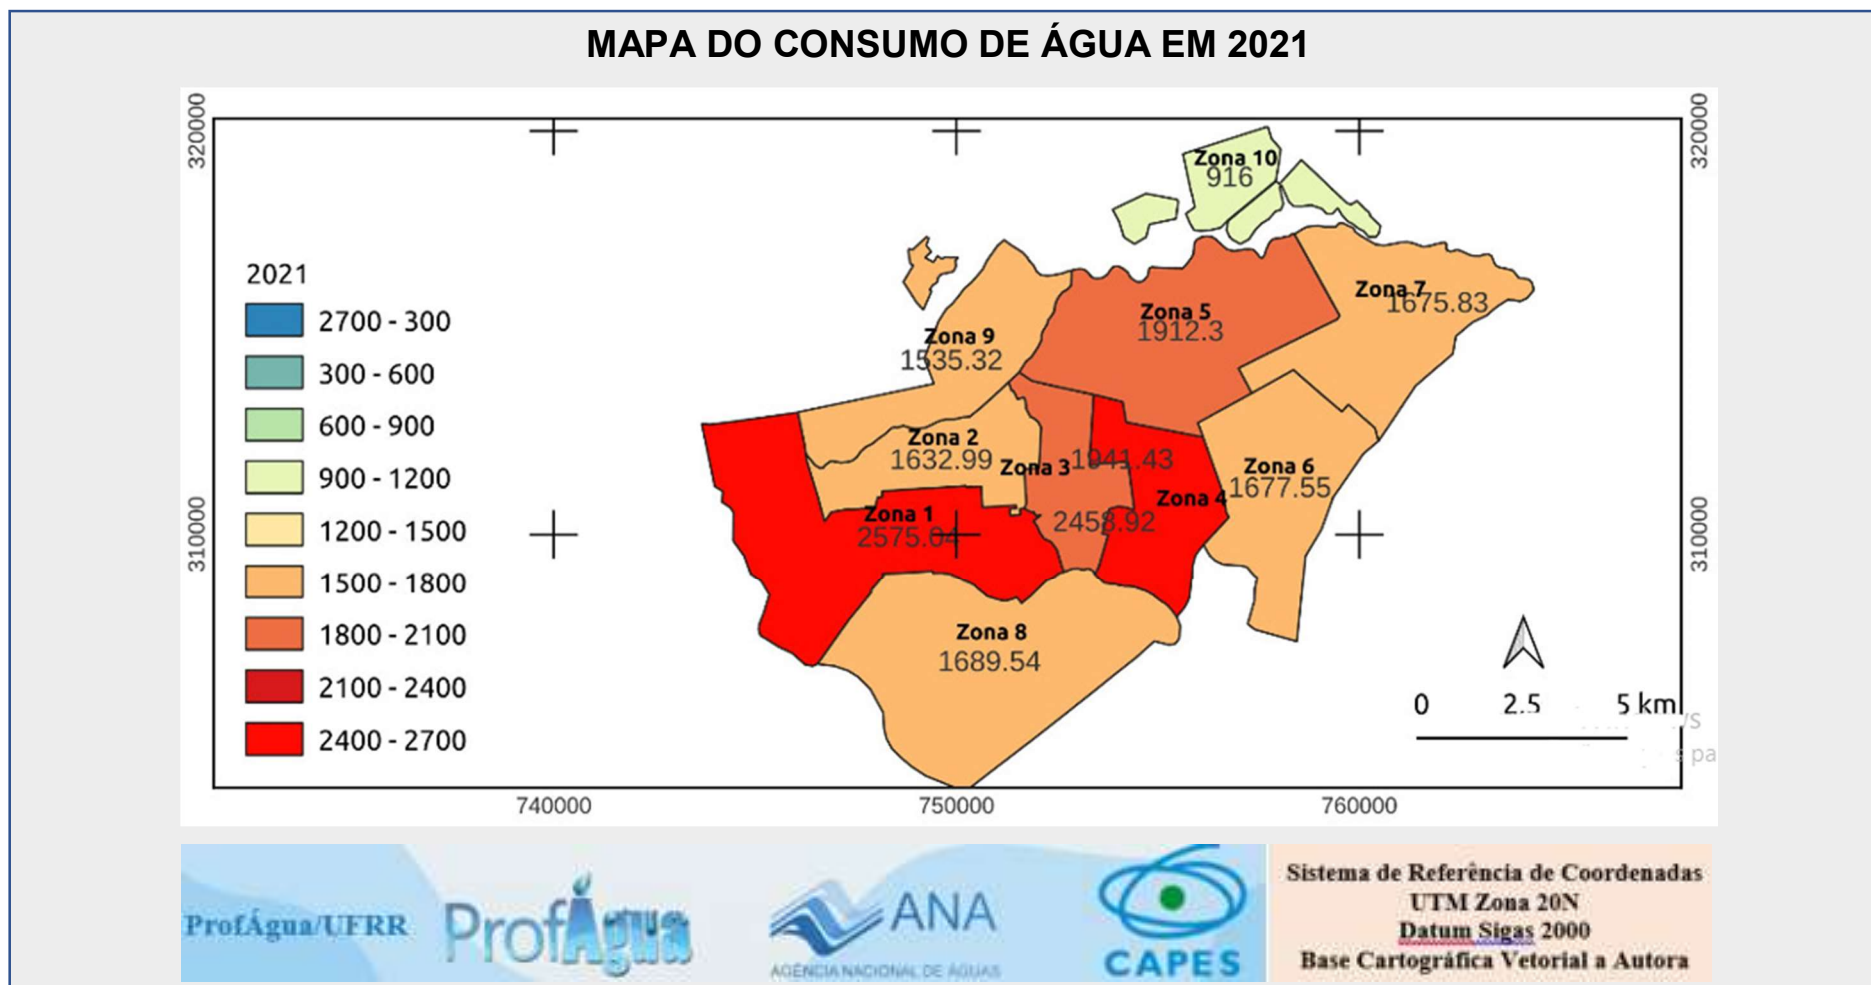 MAPA DO CONSUMO DE ÁGUA EM 2021
320000
320000
Zona 10
916
2021
2700 - 300
300 - 600
600 - 900
900 - 1200
1200 - 1500
1500 - 1800
1800 - 2100
2100 - 2400
2400 - 2700
Zona 7
1675.83
Zona 5
1912.3
Zona 9
1535.32
Zona 2
1632.99
Zona 3
1941.43
Zona 6
1677.55
Zona 4
2458.92
Zona 1
2575.04
310000
310000
Zona 8
1689.54
0 2.5 5 km
/S
s pa
740000 750000 760000
ProfÁgua/UFRR
ProfÁgua
ANA
AGÊNCIA NACIONAL DE ÁGUAS
CAPES
Sistema de Referência de Coordenadas
UTM Zona 20N
Datum Sigas 2000
Base Cartográfica Vetorial a Autora